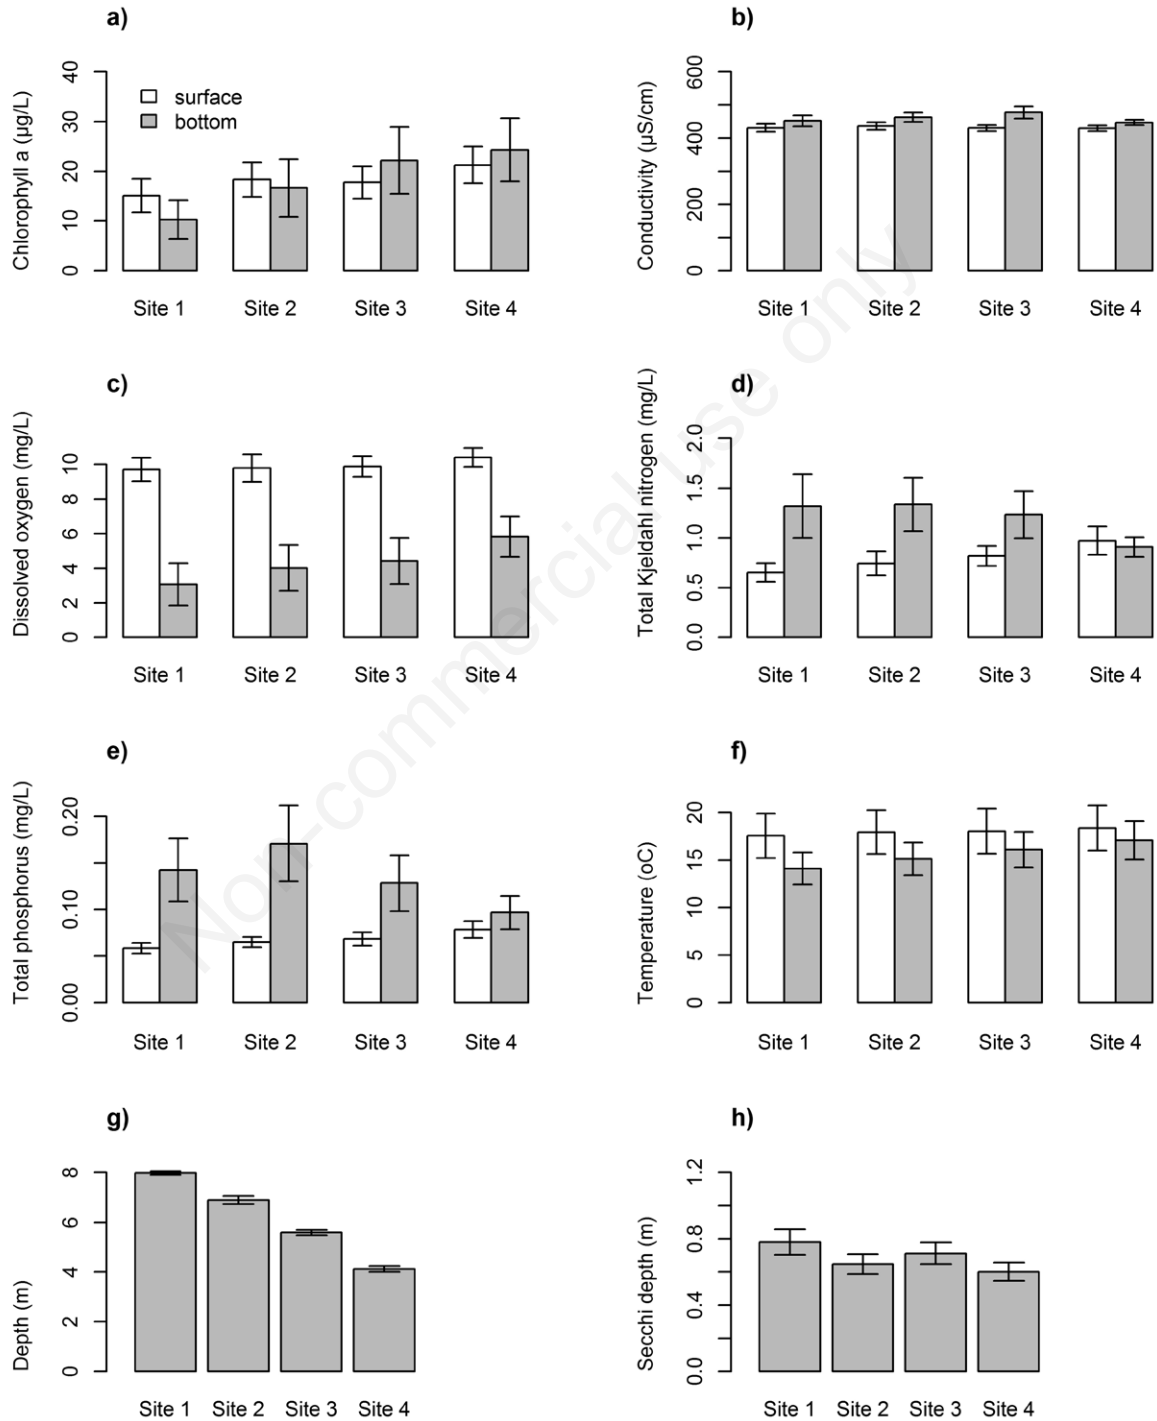 a)
Chlorophyll a (µg/L)
0 10 20 30 40
surface
bottom
Site 1 Site 2 Site 3 Site 4
b)
Conductivity (µS/cm)
0 200 400 600
Site 1 Site 2 Site 3 Site 4
c)
Dissolved oxygen (mg/L)
0 2 4 6 8 10
Site 1 Site 2 Site 3 Site 4
d)
Total Kjeldahl nitrogen (mg/L)
0.0 0.5 1.0 1.5 2.0
Site 1 Site 2 Site 3 Site 4
e)
Total phosphorus (mg/L)
0.00 0.10 0.20
Site 1 Site 2 Site 3 Site 4
f)
Temperature (oC)
0 5 10 15 20
Site 1 Site 2 Site 3 Site 4
g)
Depth (m)
0 2 4 6 8
Site 1 Site 2 Site 3 Site 4
h)
Secchi depth (m)
0.0 0.4 0.8 1.2
Site 1 Site 2 Site 3 Site 4
Non-commercial use only